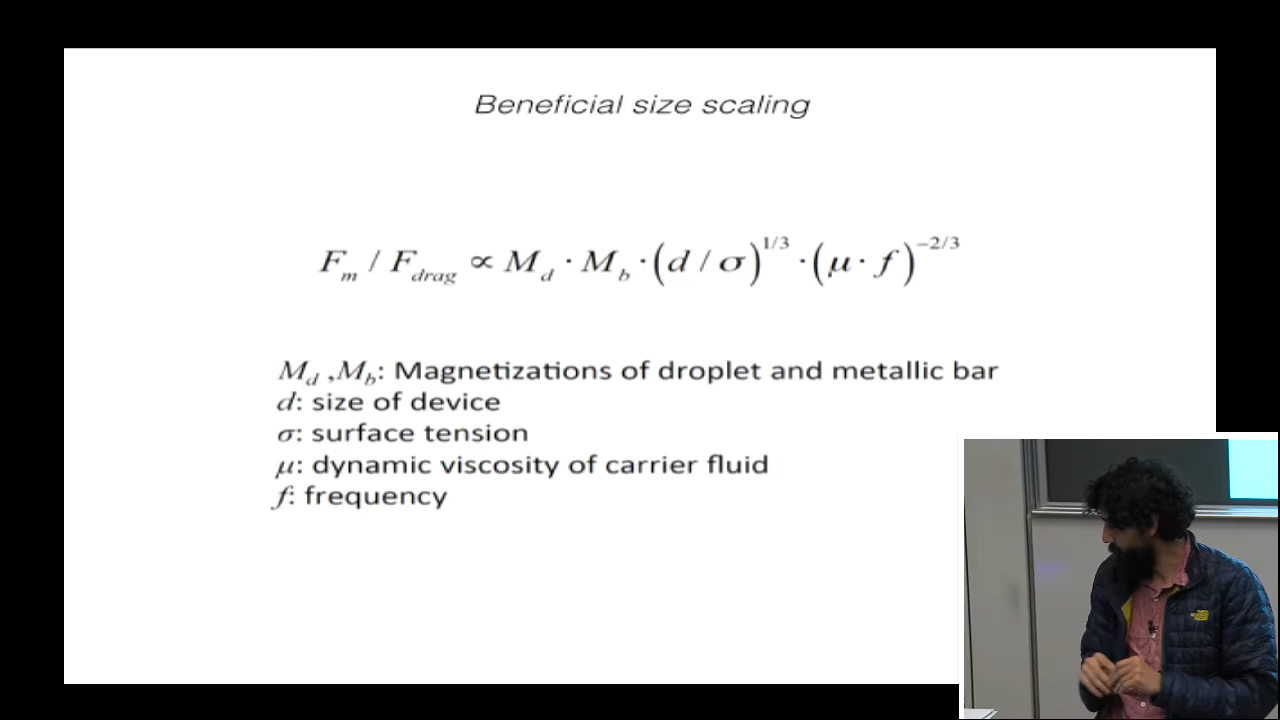 Beneficial size scaling
F_m / F_drag ∝ M_d · M_b · (d / σ)^1/3 · (μ · f)^−2/3
M_d ,M_b: Magnetizations of droplet and metallic bar
d: size of device
σ: surface tension
μ: dynamic viscosity of carrier fluid
f: frequency